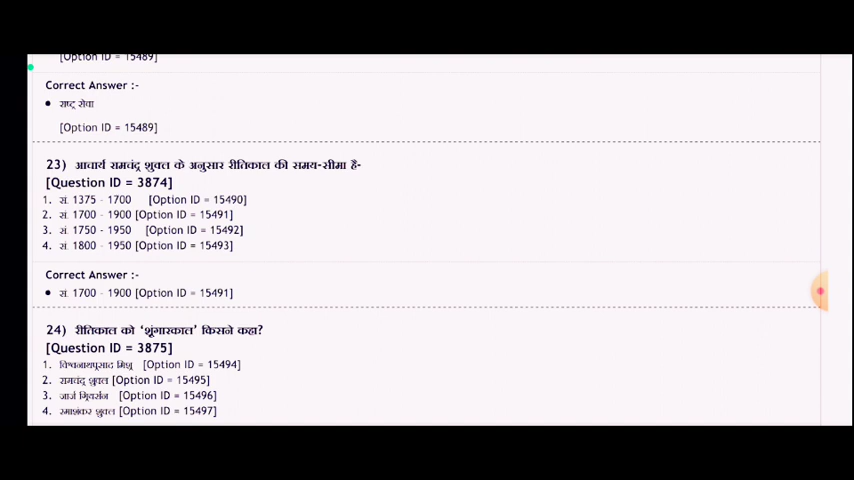 [Option ID = 15489]
Correct Answer :-
• राष्ट्र सेवा
[Option ID = 15489]
23) आचार्य रामचंद्र शुक्ल के अनुसार रीतिकाल की समय-सीमा है-
[Question ID = 3874]
1. सं. 1375 - 1700 [Option ID = 15490]
2. सं. 1700 - 1900 [Option ID = 15491]
3. सं. 1750 - 1950 [Option ID = 15492]
4. सं. 1800 - 1950 [Option ID = 15493]
Correct Answer :-
• सं. 1700 - 1900 [Option ID = 15491]
24) रीतिकाल को ‘शृंगारकाल’ किसने कहा?
[Question ID = 3875]
1. विश्वनाथप्रसाद मिश्र [Option ID = 15494]
2. रामचंद्र शुक्ल [Option ID = 15495]
3. जार्ज ग्रियर्सन [Option ID = 15496]
4. रमाशंकर शुक्ल [Option ID = 15497]